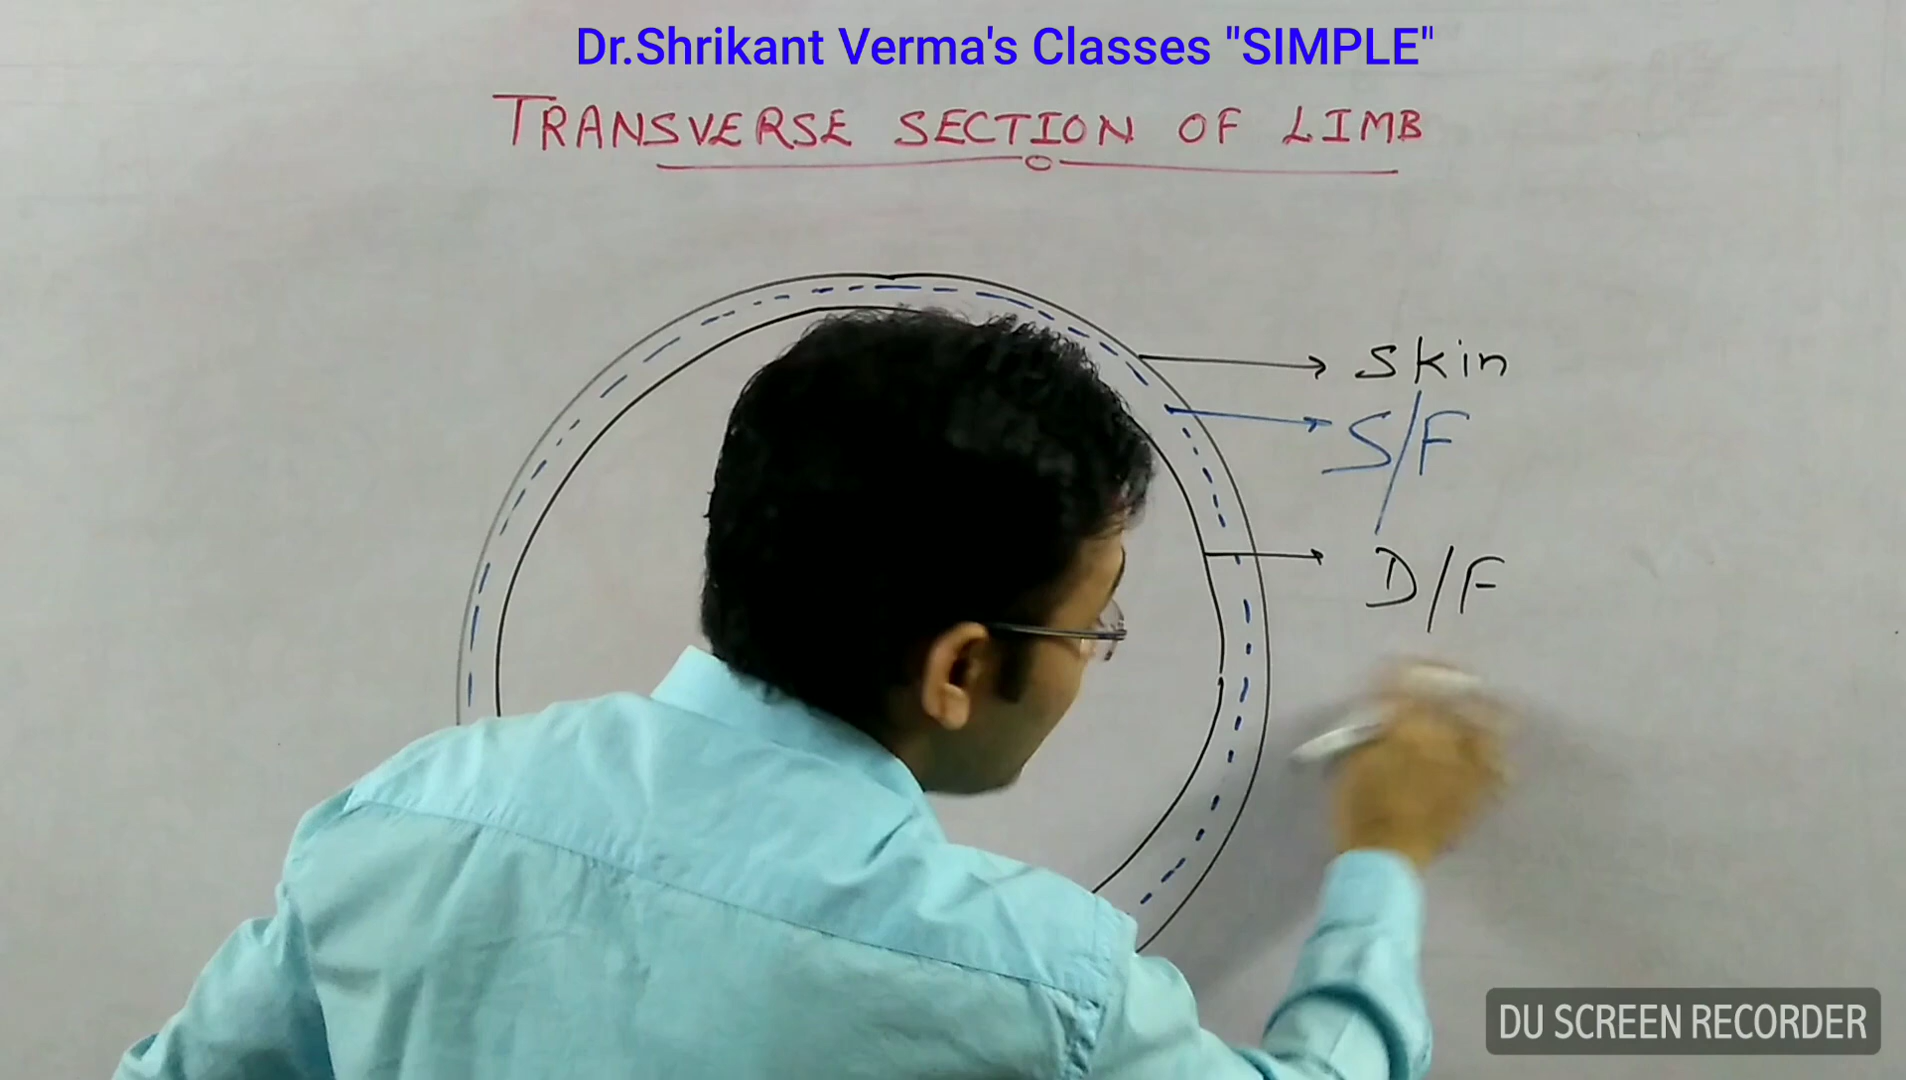 Dr.Shrikant Verma's Classes "SIMPLE"
TRANSVERSE SECTION OF LIMB
Skin
S/F
D/F
DU SCREEN RECORDER